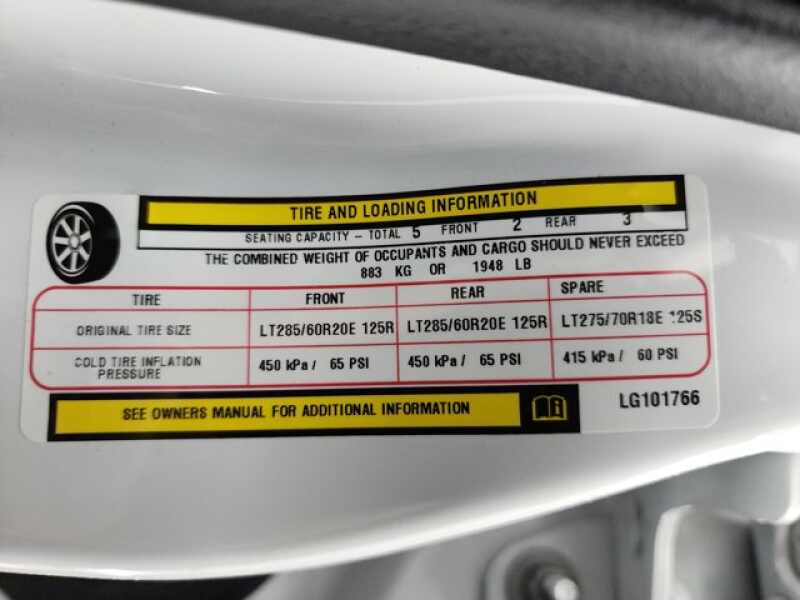 TIRE AND LOADING INFORMATION
SEATING CAPACITY – TOTAL 5 FRONT 2 REAR 3
THE COMBINED WEIGHT OF OCCUPANTS AND CARGO SHOULD NEVER EXCEED
883 KG OR 1948 LB
TIRE FRONT REAR SPARE
ORIGINAL TIRE SIZE LT285/60R20E 125R LT285/60R20E 125R LT275/70R18E 125S
COLD TIRE INFLATION PRESSURE 450 kPa / 65 PSI 450 kPa / 65 PSI 415 kPa / 60 PSI
SEE OWNERS MANUAL FOR ADDITIONAL INFORMATION
LG101766